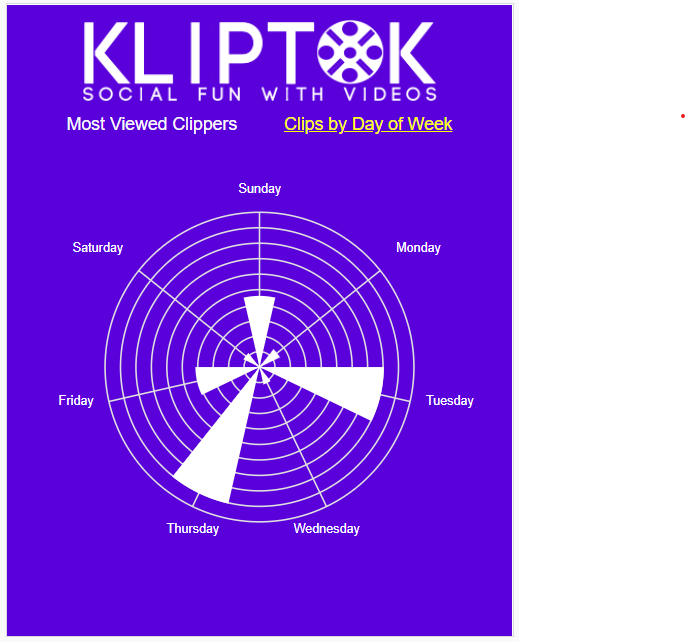 KLIPTOK
SOCIAL FUN WITH VIDEOS
Most Viewed Clippers Clips by Day of Week
Sunday
Saturday Monday
Friday Tuesday
Thursday Wednesday